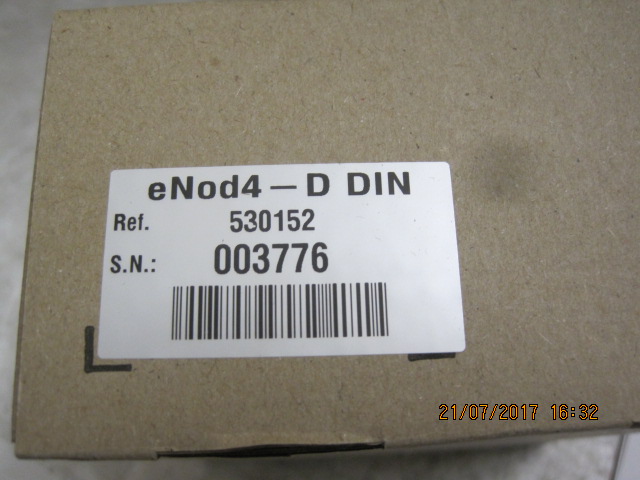 eNod4 – D DIN
Ref. 530152
S.N.: 003776
21/07/2017 16:32